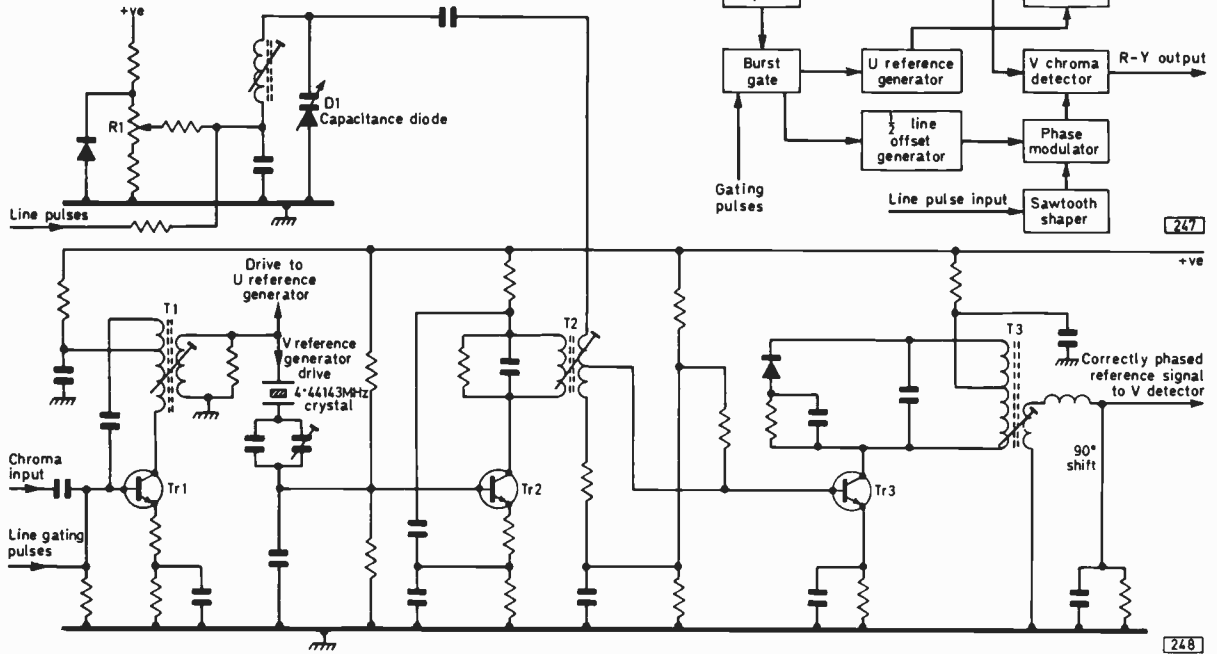 +ve
R1
D1
Capacitance diode
Line pulses
Burst
gate
U reference
generator
V chroma
detector
R-Y output
½ line
offset
generator
Phase
modulator
Gating
pulses
Line pulse input
Sawtooth
shaper
247
+ve
Drive to
U reference
generator
T1
V reference
generator
drive
4·44143MHz
crystal
T2
T3
Chroma
input
Tr1
Tr2
Tr3
Line gating
pulses
90°
shift
Correctly phased
reference signal
to V detector
248